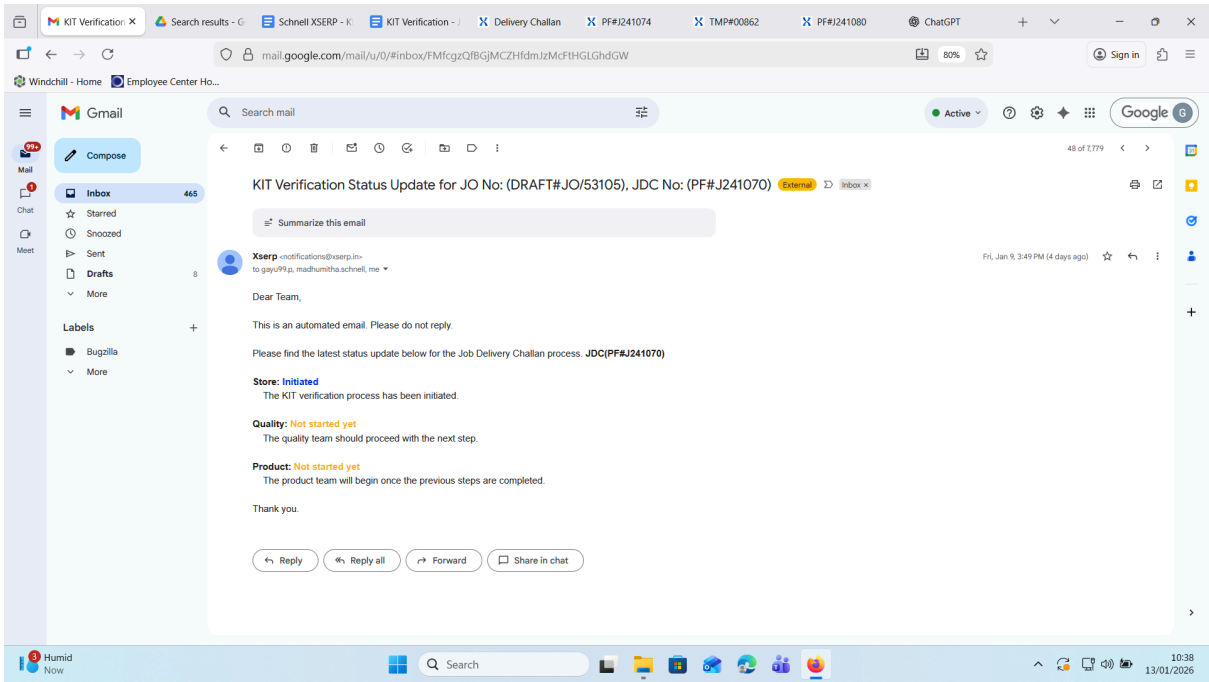 KIT Verification
Search results - G
Schnell XSERP - K
KIT Verification - J
Delivery Challan
PF#J241074
TMP#00862
PF#J241080
ChatGPT
mail.google.com/mail/u/0/#inbox/FMfcgzQfBGjMCZHfdmJzMcFtHGLGhdGW
80%
Sign in
Windchill - Home
Employee Center Ho...
Gmail
Search mail
Active
Google
G
99+
Mail
Compose
48 of 7,779
1
Chat
Meet
Inbox 465
Starred
Snoozed
Sent
Drafts 8
More
Labels
Bugzilla
More
KIT Verification Status Update for JO No: (DRAFT#JO/53105), JDC No: (PF#J241070) External Inbox x
Summarize this email
Xserp <notifications@xserp.in>
Fri, Jan 9, 3:49 PM (4 days ago)
to gayu99.p, madhumitha.schnell, me
Dear Team,
This is an automated email. Please do not reply.
Please find the latest status update below for the Job Delivery Challan process. JDC(PF#J241070)
Store: Initiated
The KIT verification process has been initiated.
Quality: Not started yet
The quality team should proceed with the next step.
Product: Not started yet
The product team will begin once the previous steps are completed.
Thank you.
Reply
Reply all
Forward
Share in chat
3
Humid
Now
Search
10:38
13/01/2026